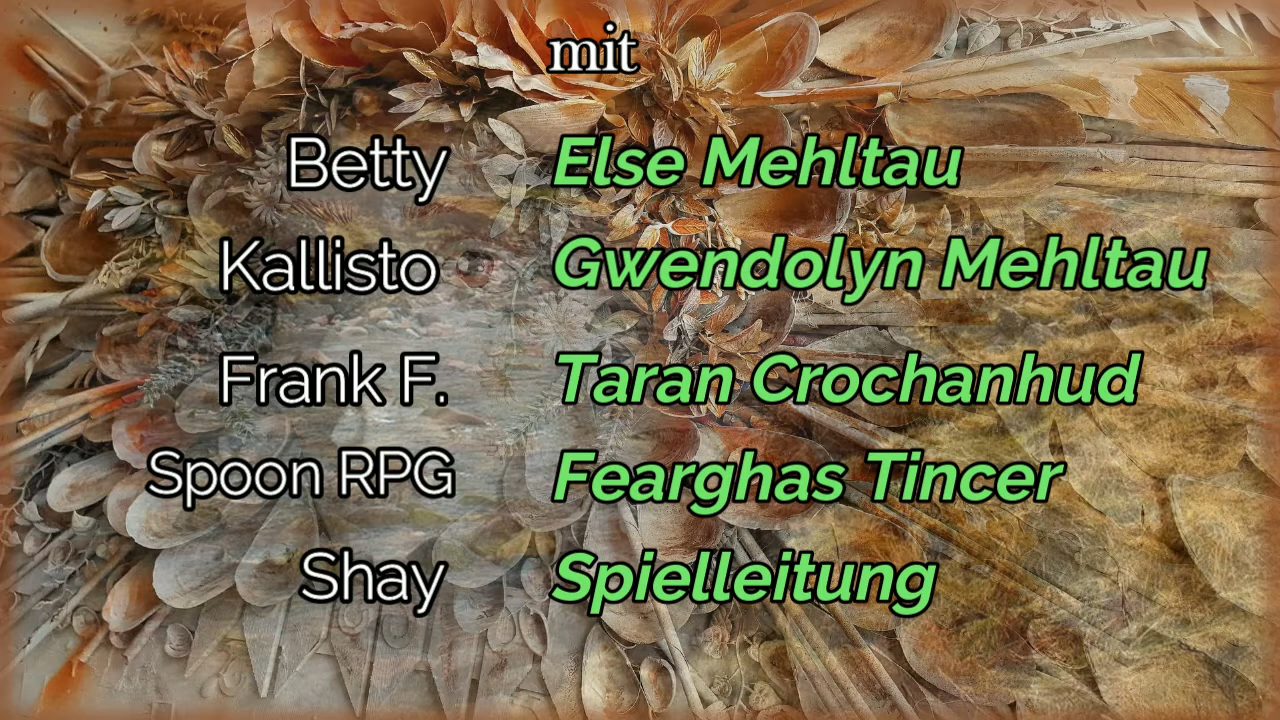 mit
Betty Else Mehltau
Kallisto Gwendolyn Mehltau
Frank F. Taran Crochanhud
Spoon RPG Fearghas Tincer
Shay Spielleitung